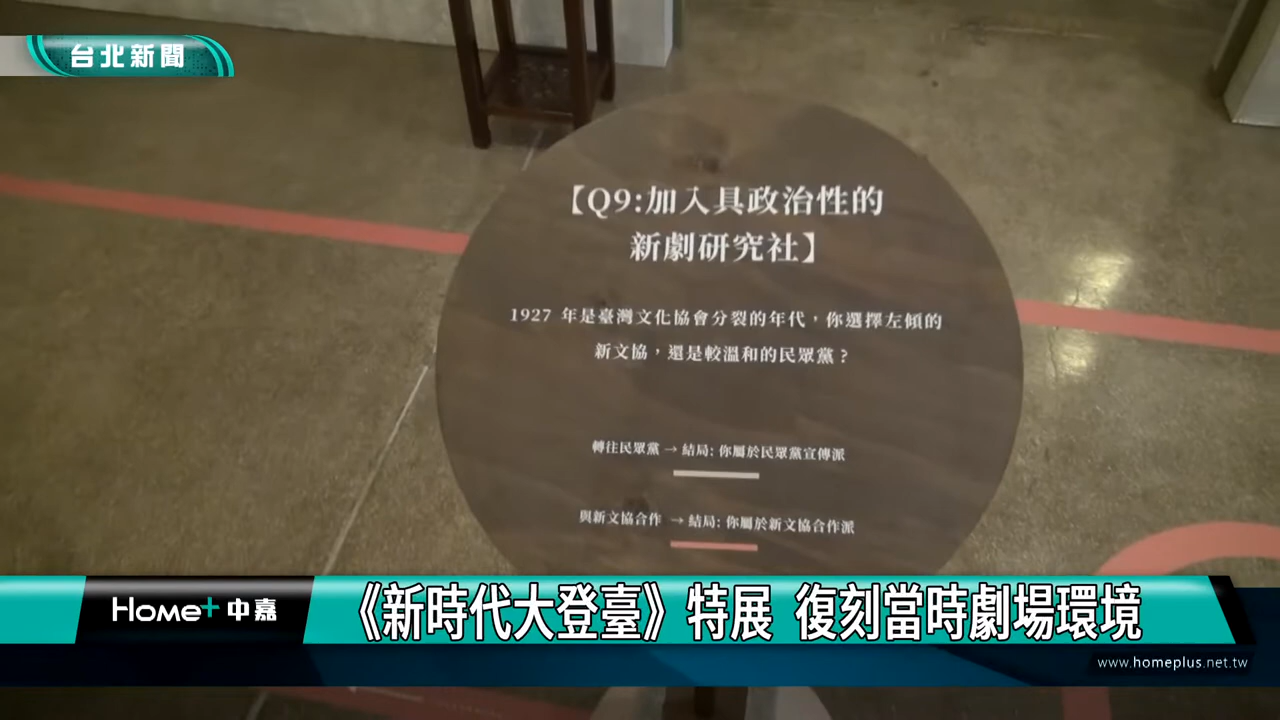 台北新聞
【Q9:加入具政治性的
新劇研究社】
1927 年是臺灣文化協會分裂的年代，你選擇左傾的
新文協，還是較溫和的民眾黨？
轉往民眾黨 → 結局: 你屬於民眾黨宣傳派
與新文協合作 → 結局: 你屬於新文協合作派
Home+ 中嘉
《新時代大登臺》特展 復刻當時劇場環境
www.homeplus.net.tw